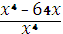 x⁴ - 64x
x⁴